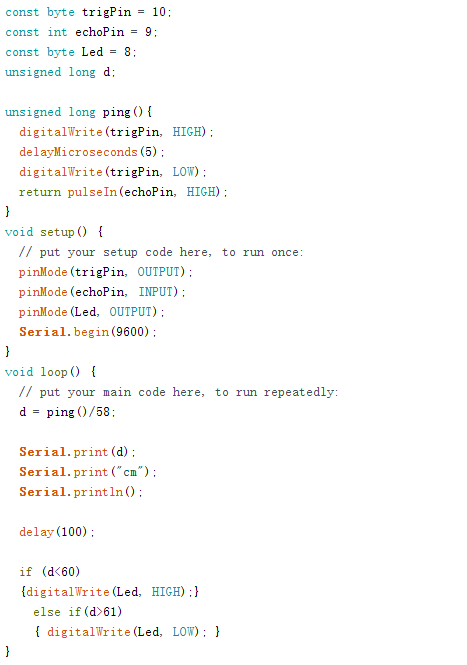 const byte trigPin = 10;
const int echoPin = 9;
const byte Led = 8;
unsigned long d;

unsigned long ping(){
  digitalWrite(trigPin, HIGH);
  delayMicroseconds(5);
  digitalWrite(trigPin, LOW);
  return pulseIn(echoPin, HIGH);
}
void setup() {
  // put your setup code here, to run once:
  pinMode(trigPin, OUTPUT);
  pinMode(echoPin, INPUT);
  pinMode(Led, OUTPUT);
  Serial.begin(9600);
}
void loop() {
  // put your main code here, to run repeatedly:
  d = ping()/58;

  Serial.print(d);
  Serial.print("cm");
  Serial.println();

  delay(100);

  if (d<60)
  {digitalWrite(Led, HIGH);}
    else if(d>61)
    { digitalWrite(Led, LOW); }
}